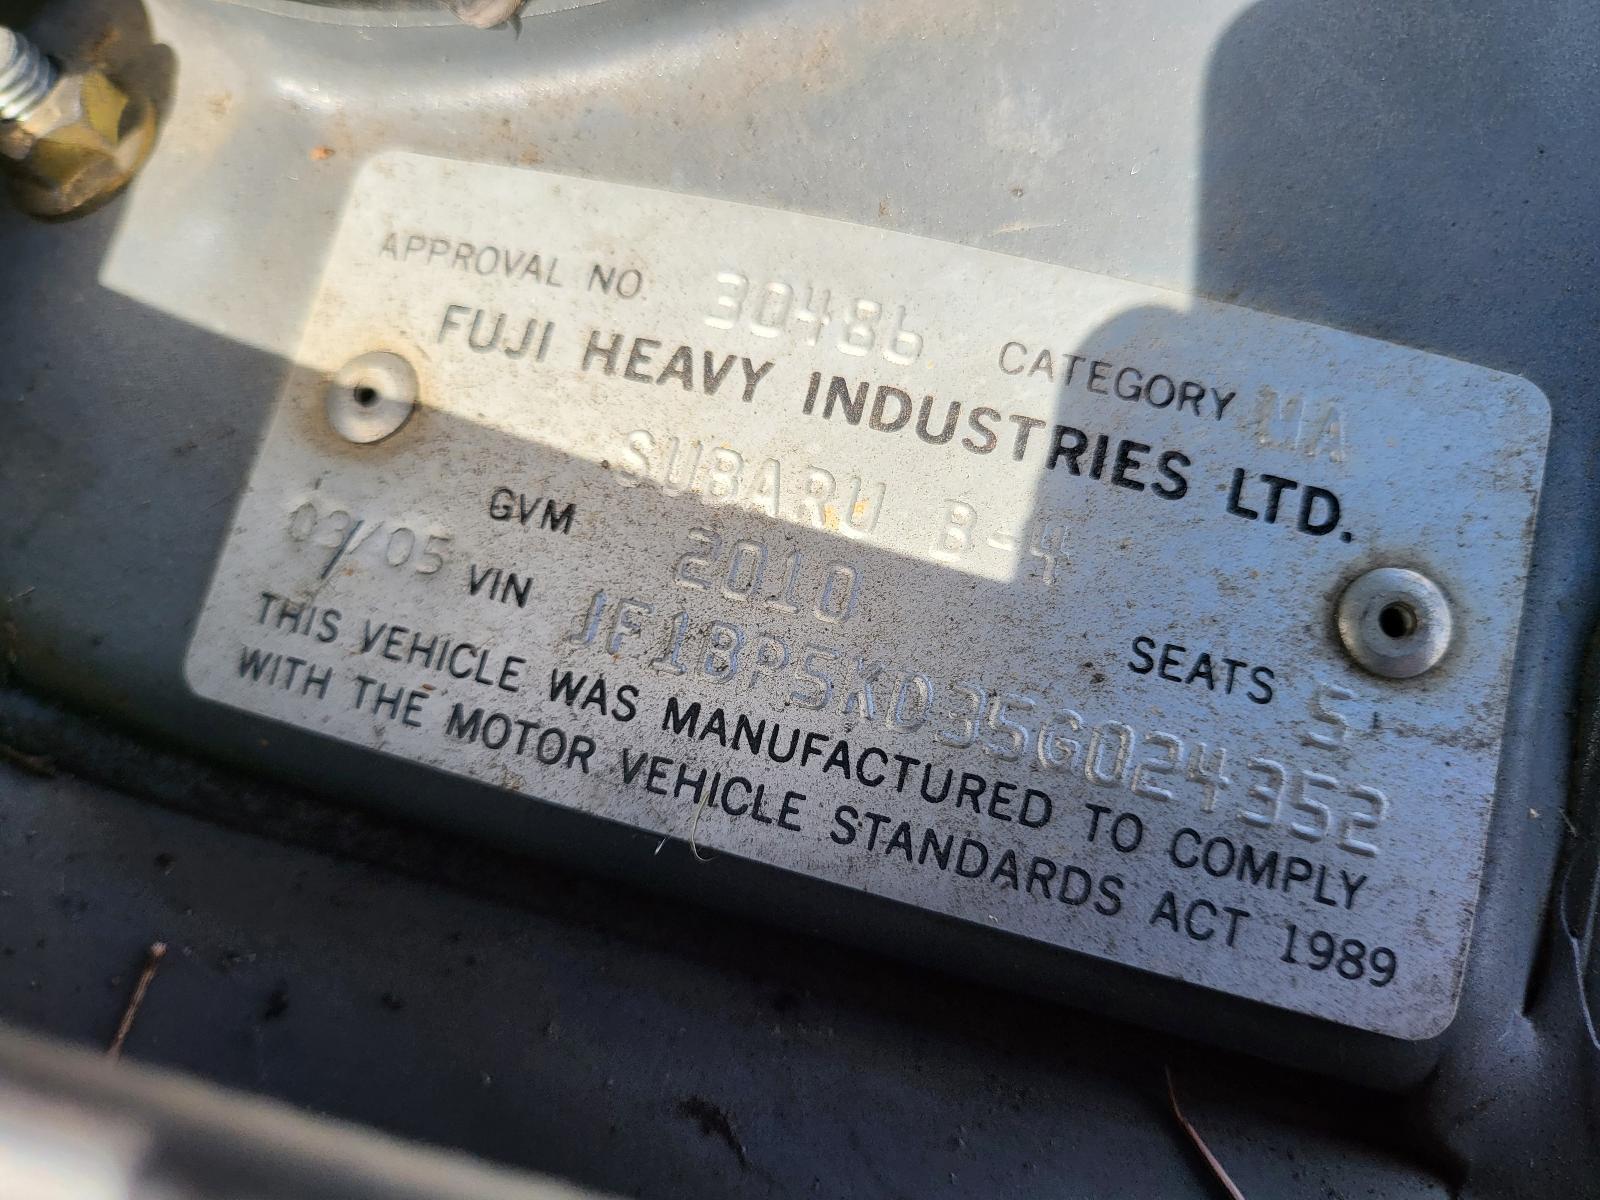 APPROVAL NO. 30486 CATEGORY MA
FUJI HEAVY INDUSTRIES LTD.
SUBARU B-4
03/05 GVM 2010 SEATS 5
VIN JF1BP5KD35G024352
THIS VEHICLE WAS MANUFACTURED TO COMPLY
WITH THE MOTOR VEHICLE STANDARDS ACT 1989